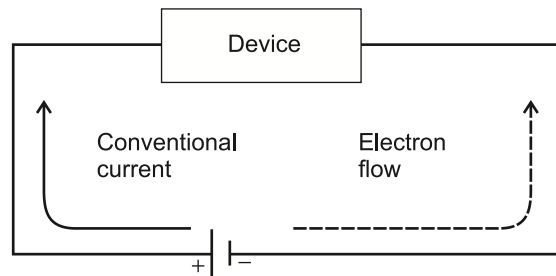 Device
Conventional
current
Electron
flow
+
−